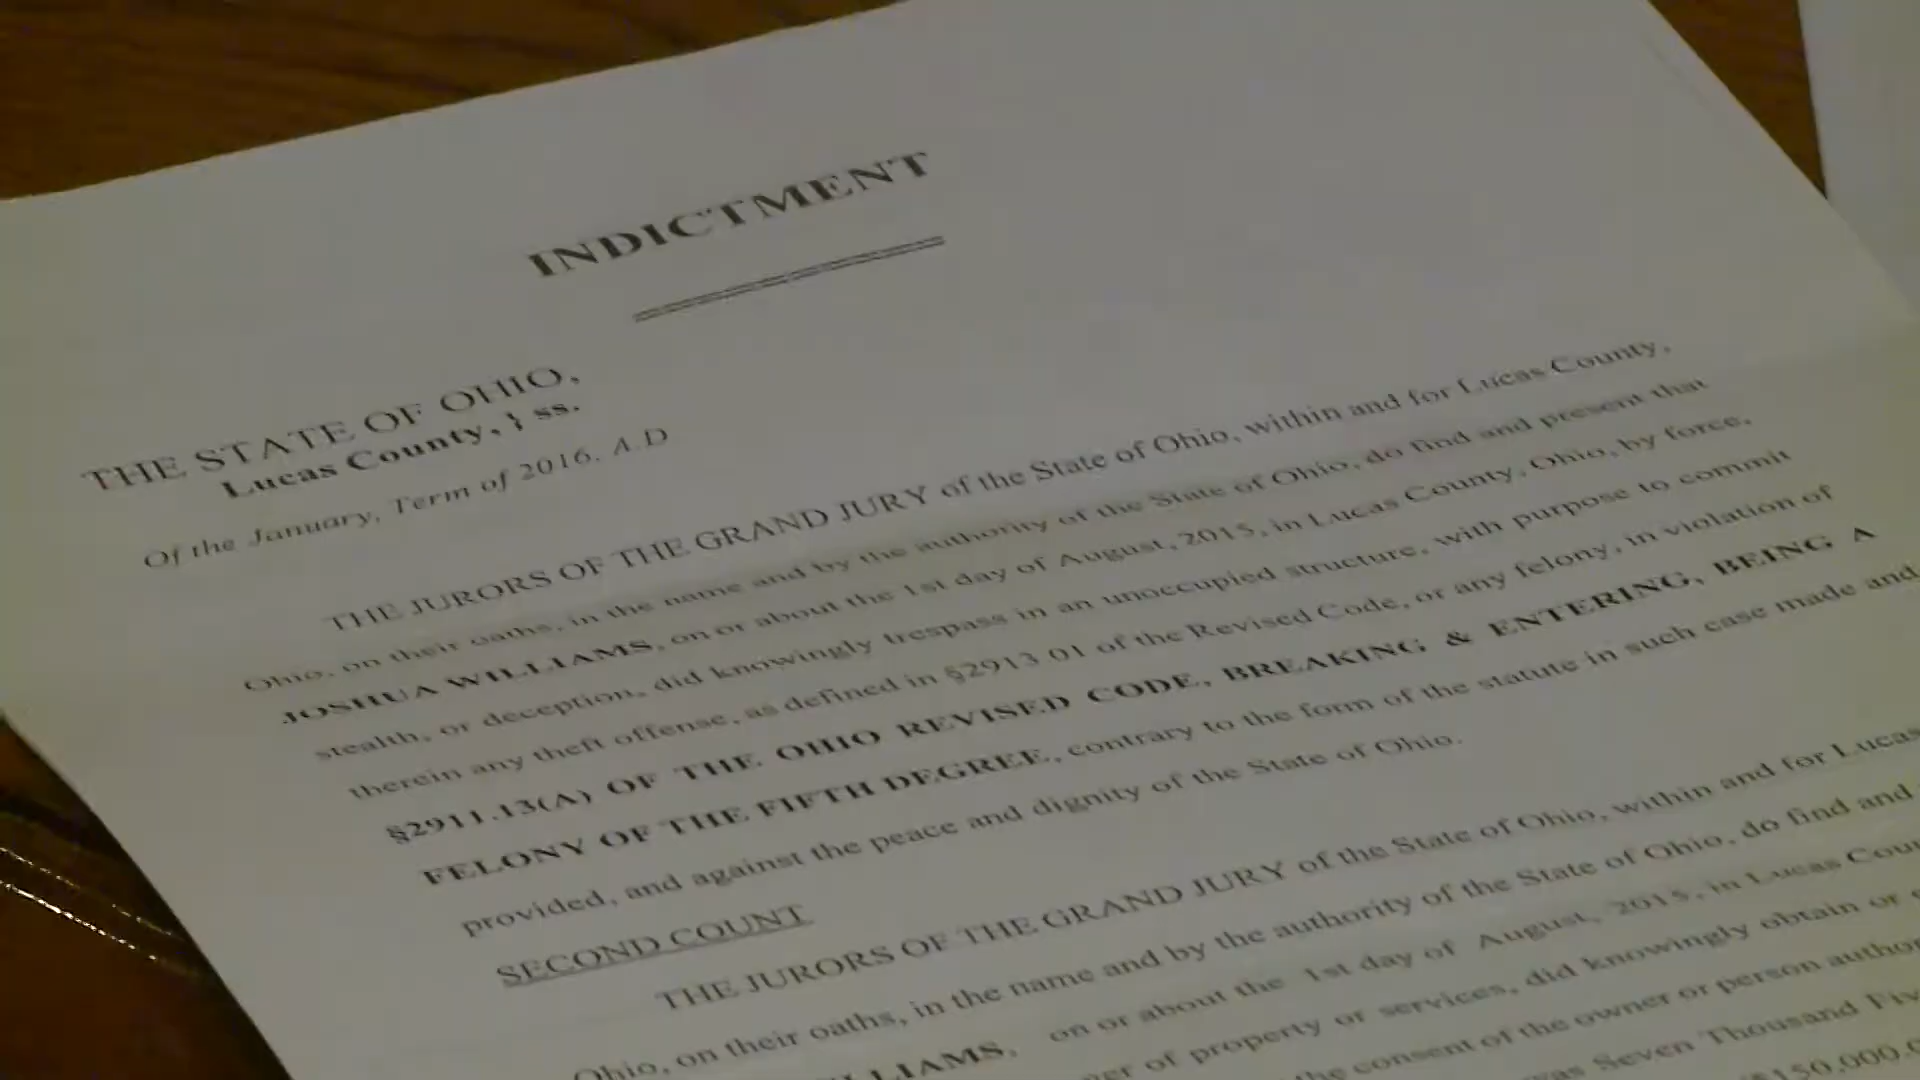 INDICTMENT
THE STATE OF OHIO,
Lucas County, } ss.
Of the January, Term of 2016, A.D
THE JURORS OF THE GRAND JURY of the State of Ohio, within and for Lucas County,
Ohio, on their oaths, in the name and by the authority of the State of Ohio, do find and present that
JOSHUA WILLIAMS, on or about the 1st day of August, 2015, in Lucas County, Ohio, by force,
stealth, or deception, did knowingly trespass in an unoccupied structure, with purpose to commit
therein any theft offense, as defined in §2913.01 of the Revised Code, or any felony, in violation of
§2911.13(A) OF THE OHIO REVISED CODE, BREAKING & ENTERING, BEING A
FELONY OF THE FIFTH DEGREE, contrary to the form of the statute in such case made and
provided, and against the peace and dignity of the State of Ohio.
SECOND COUNT
THE JURORS OF THE GRAND JURY of the State of Ohio, within and for Lucas
Ohio, on their oaths, in the name and by the authority of the State of Ohio, do find and
LLIAMS, on or about the 1st day of August, 2015, in Lucas Cou
er of property or services, did knowingly obtain or
the consent of the owner or person author
as Seven Thousand Fiv
$150,000.0